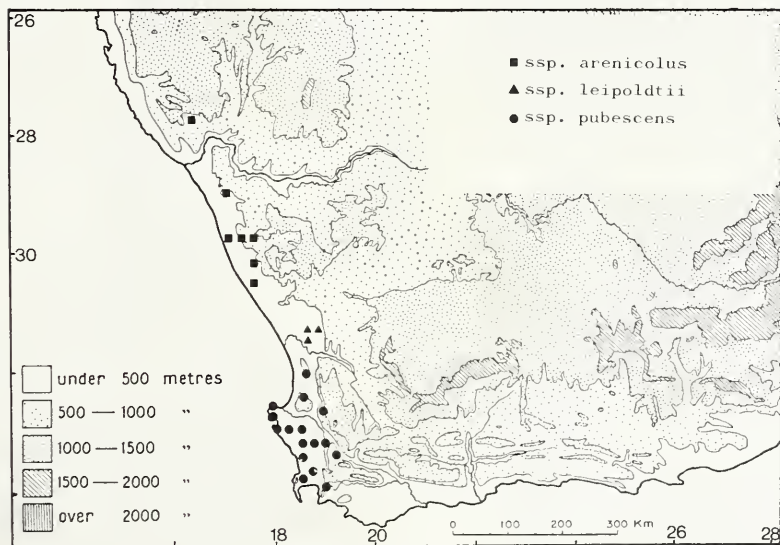 26
28
30
■ ssp. arenicolus
▲ ssp. leipoldtii
● ssp. pubescens
under 500 metres
500 — 1000 "
1000 — 1500 "
1500 — 2000 "
over 2000 "
0 100 200 300 Km
18 20 26 28